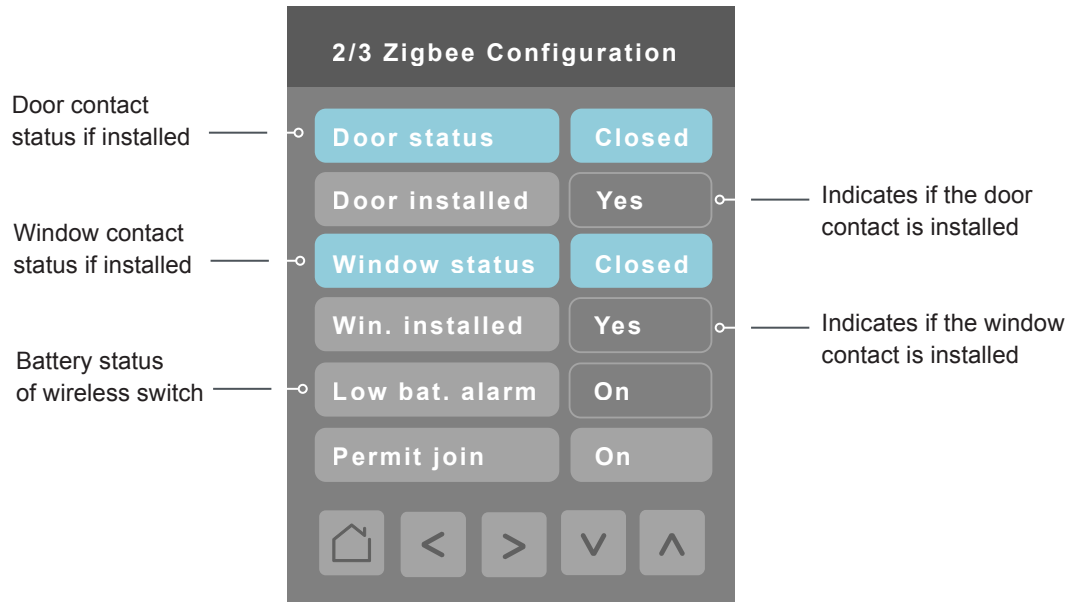 2/3 Zigbee Configuration
Door contact
status if installed
Door status Closed
Door installed Yes
Indicates if the door
contact is installed
Window contact
status if installed
Window status Closed
Win. installed Yes
Indicates if the window
contact is installed
Battery status
of wireless switch
Low bat. alarm On
Permit join On